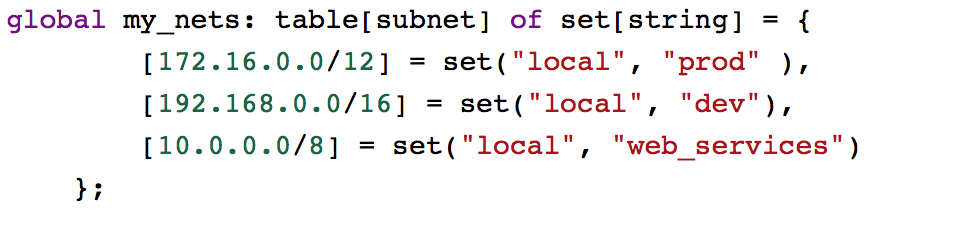 global my_nets: table[subnet] of set[string] = {
[172.16.0.0/12] = set("local", "prod" ),
[192.168.0.0/16] = set("local", "dev"),
[10.0.0.0/8] = set("local", "web_services")
};